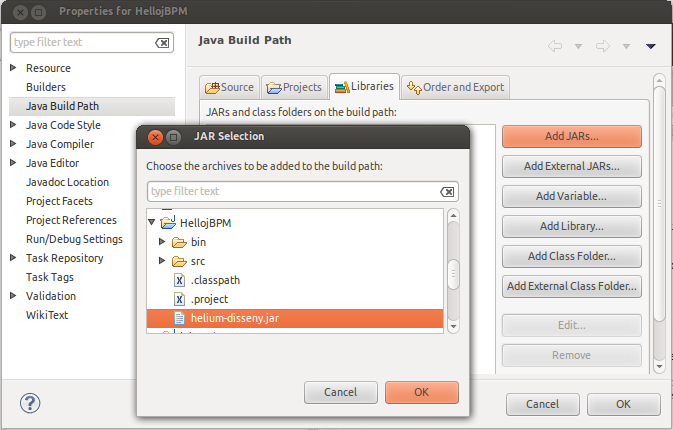 Properties for HellojBPM
type filter text
Resource
Builders
Java Build Path
Java Code Style
Java Compiler
Java Editor
Javadoc Location
Project Facets
Project References
Run/Debug Settings
Task Repository
Task Tags
Validation
WikiText
Java Build Path
Source
Projects
Libraries
Order and Export
JARs and class folders on the build path:
Add JARs...
Add External JARs...
Add Variable...
Add Library...
Add Class Folder...
Add External Class Folder...
Edit...
Remove
JAR Selection
Choose the archives to be added to the build path:
type filter text
HellojBPM
bin
src
.classpath
.project
helium-disseny.jar
Cancel
OK
Cancel
OK